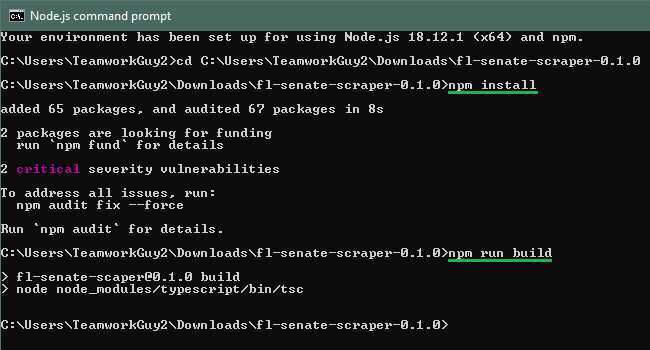 Node.js command prompt
Your environment has been set up for using Node.js 18.12.1 (x64) and npm.
C:\Users\TeamworkGuy2>cd C:\Users\TeamworkGuy2\Downloads\fl-senate-scraper-0.1.0
C:\Users\TeamworkGuy2\Downloads\fl-senate-scraper-0.1.0>npm install
added 65 packages, and audited 67 packages in 8s
2 packages are looking for funding
  run `npm fund` for details
2 critical severity vulnerabilities
To address all issues, run:
  npm audit fix --force
Run `npm audit` for details.
C:\Users\TeamworkGuy2\Downloads\fl-senate-scraper-0.1.0>npm run build
> fl-senate-scaper@0.1.0 build
> node node_modules/typescript/bin/tsc
C:\Users\TeamworkGuy2\Downloads\fl-senate-scraper-0.1.0>